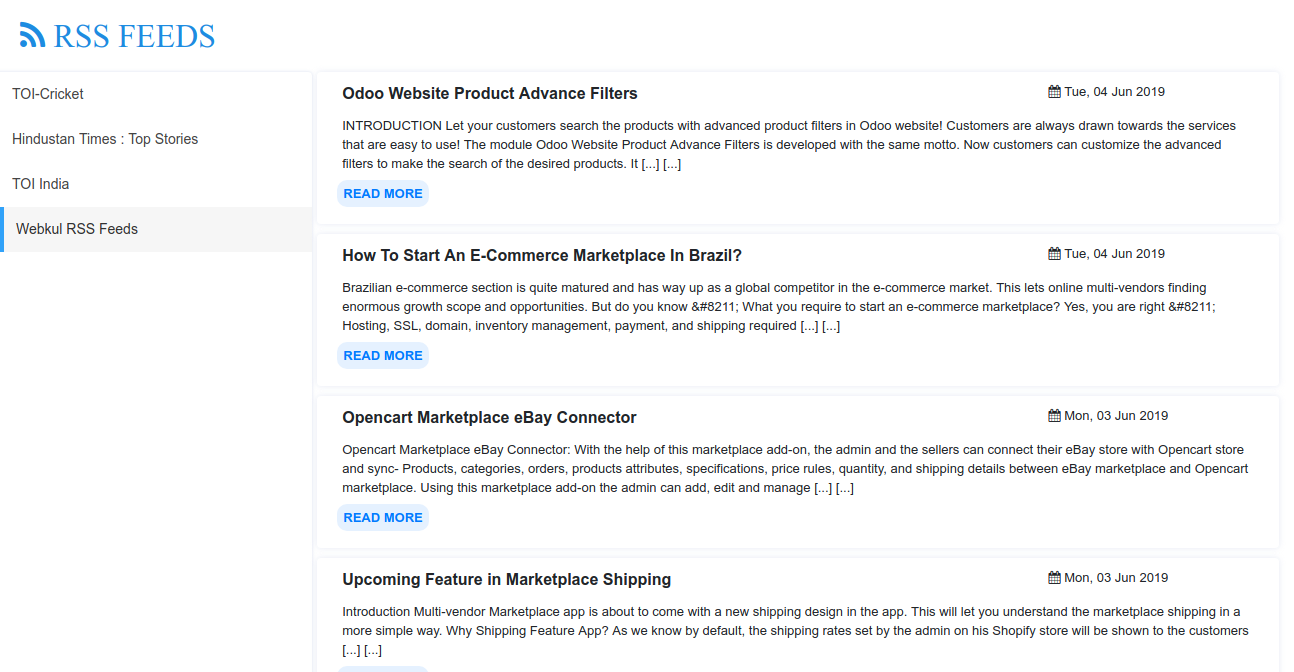 RSS FEEDS
TOI-Cricket
Hindustan Times : Top Stories
TOI India
Webkul RSS Feeds
Odoo Website Product Advance Filters
Tue, 04 Jun 2019
INTRODUCTION Let your customers search the products with advanced product filters in Odoo website! Customers are always drawn towards the services
that are easy to use! The module Odoo Website Product Advance Filters is developed with the same motto. Now customers can customize the advanced
filters to make the search of the desired products. It [...] [...]
READ MORE
How To Start An E-Commerce Marketplace In Brazil?
Tue, 04 Jun 2019
Brazilian e-commerce section is quite matured and has way up as a global competitor in the e-commerce market. This lets online multi-vendors finding
enormous growth scope and opportunities. But do you know &#8211; What you require to start an e-commerce marketplace? Yes, you are right &#8211;
Hosting, SSL, domain, inventory management, payment, and shipping required [...] [...]
READ MORE
Opencart Marketplace eBay Connector
Mon, 03 Jun 2019
Opencart Marketplace eBay Connector: With the help of this marketplace add-on, the admin and the sellers can connect their eBay store with Opencart store
and sync- Products, categories, orders, products attributes, specifications, price rules, quantity, and shipping details between eBay marketplace and Opencart
marketplace. Using this marketplace add-on the admin can add, edit and manage [...] [...]
READ MORE
Upcoming Feature in Marketplace Shipping
Mon, 03 Jun 2019
Introduction Multi-vendor Marketplace app is about to come with a new shipping design in the app. This will let you understand the marketplace shipping in a
more simple way. Why Shipping Feature App? As we know by default, the shipping rates set by the admin on his Shopify store will be shown to the customers
[...] [...]